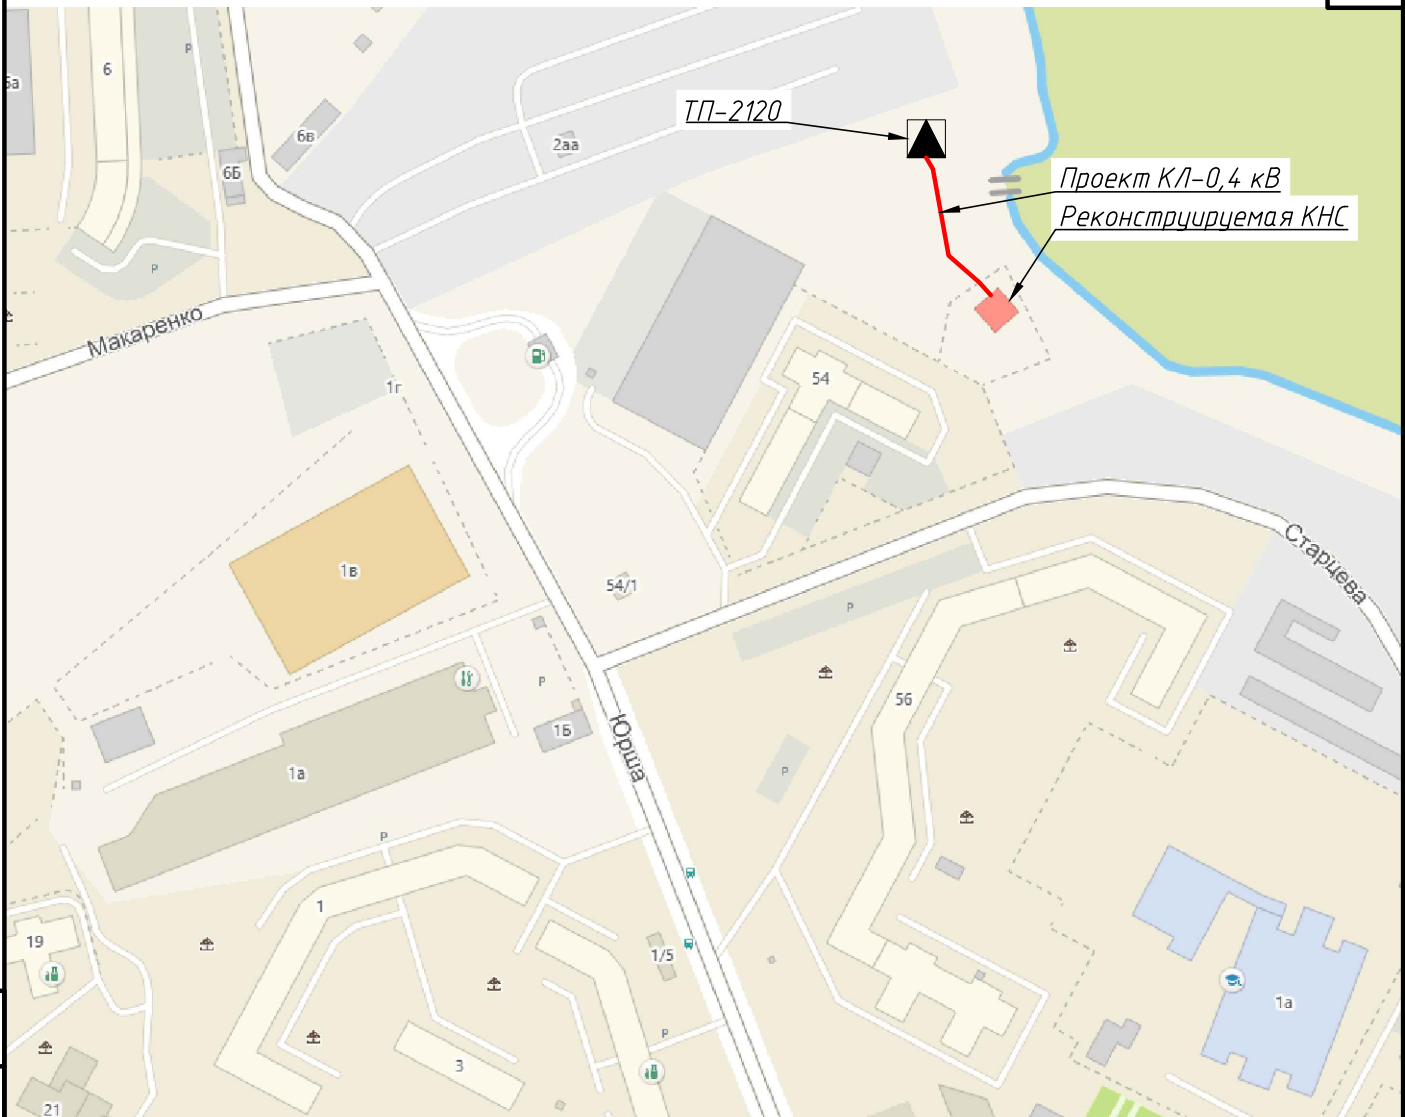 6
Р
5а
6в
6Б
2аа
ТП-2120
Проект КЛ-0,4 кВ
Реконструируемая КНС
Р
Макаренко
1г
54
1в
54/1
Старцева
Р
Р
56
1Б
Юрша
1а
Р
Р
1
19
1/5
1а
Р
3
21